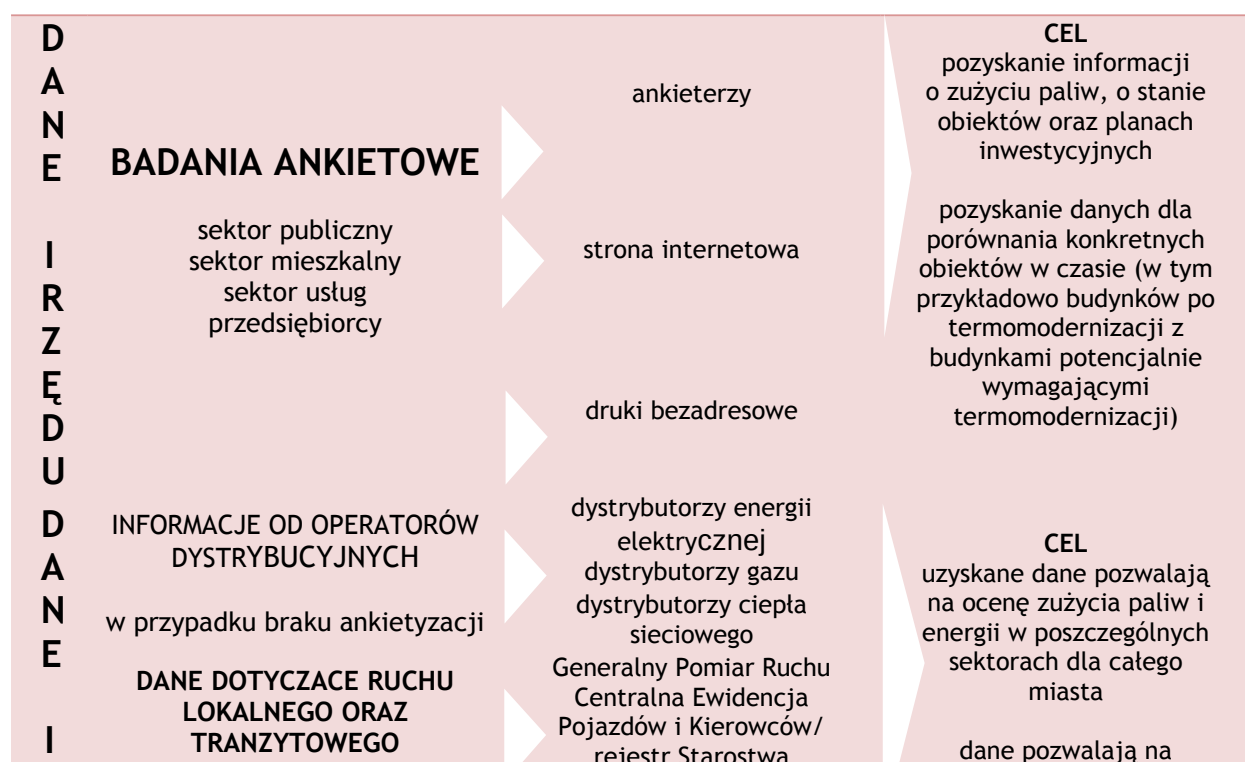 D
A
N
E
I
R
Z
Ę
D
U
BADANIA ANKIETOWE
sektor publiczny
sektor mieszkalny
sektor usług
przedsiębiorcy
ankieterzy
strona internetowa
druki bezadresowe
CEL
pozyskanie informacji
o zużyciu paliw, o stanie
obiektów oraz planach
inwestycyjnych
pozyskanie danych dla
porównania konkretnych
obiektów w czasie (w tym
przykładowo budynków po
termomodernizacji z
budynkami potencjalnie
wymagającymi
termomodernizacji)
D
A
N
E
I
INFORMACJE OD OPERATORÓW
DYSTRYBUCYJNYCH
w przypadku braku ankietyzacji
DANE DOTYCZACE RUCHU
LOKALNEGO ORAZ
TRANZYTOWEGO
dystrybutorzy energii
elektrycznej
dystrybutorzy gazu
dystrybutorzy ciepła
sieciowego
Generalny Pomiar Ruchu
Centralna Ewidencja
Pojazdów i Kierowców/
rejestr Starostwa
CEL
uzyskane dane pozwalają
na ocenę zużycia paliw i
energii w poszczególnych
sektorach dla całego
miasta
dane pozwalają na